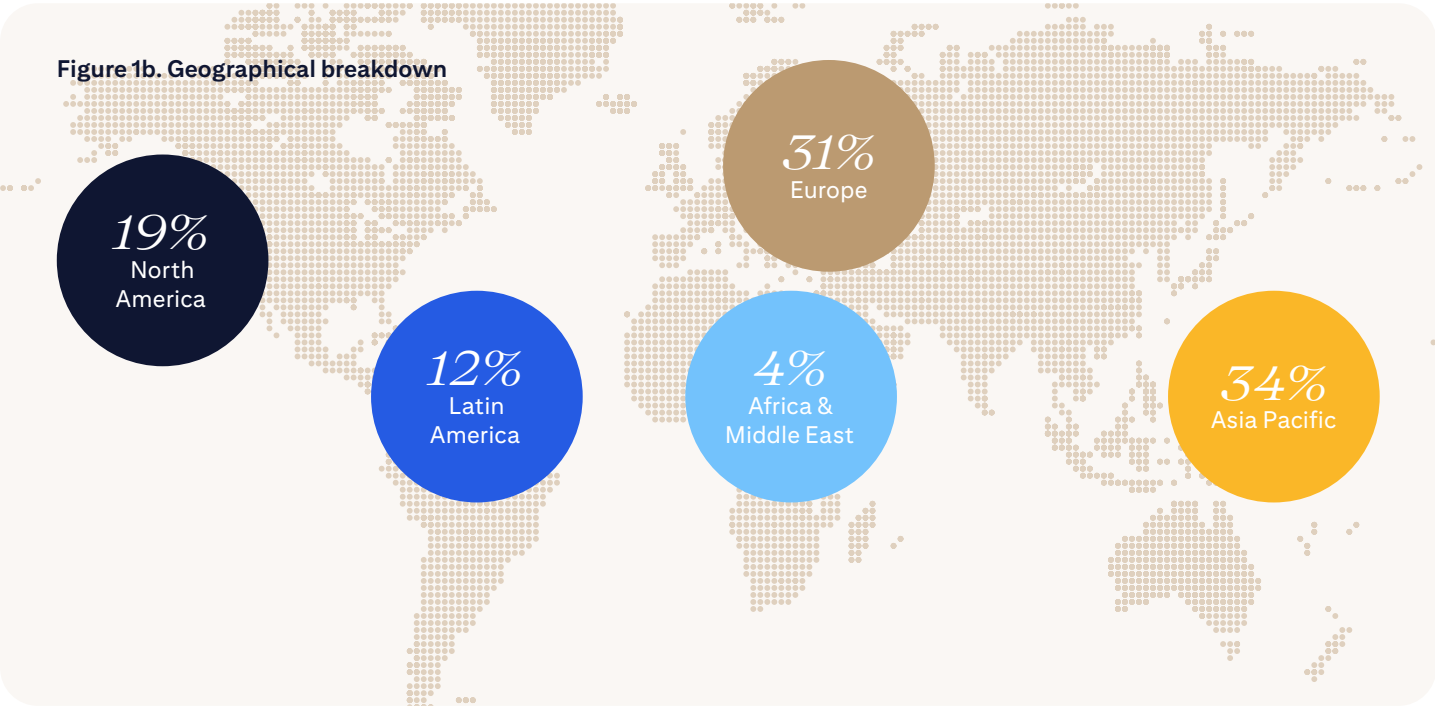 Figure 1b. Geographical breakdown
31%
Europe
19%
North
America
12%
Latin
America
4%
Africa &
Middle East
34%
Asia Pacific